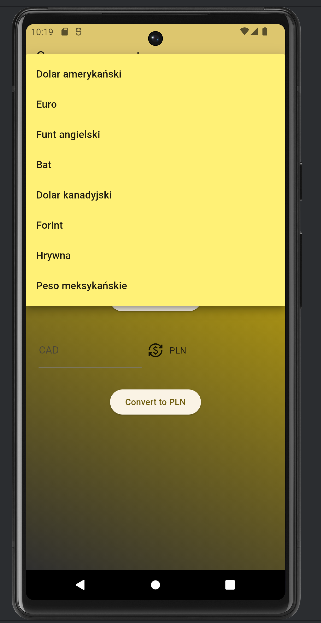 10:19
Dolar amerykański
Euro
Funt angielski
Bat
Dolar kanadyjski
Forint
Hrywna
Peso meksykańskie
CAD
PLN
Convert to PLN